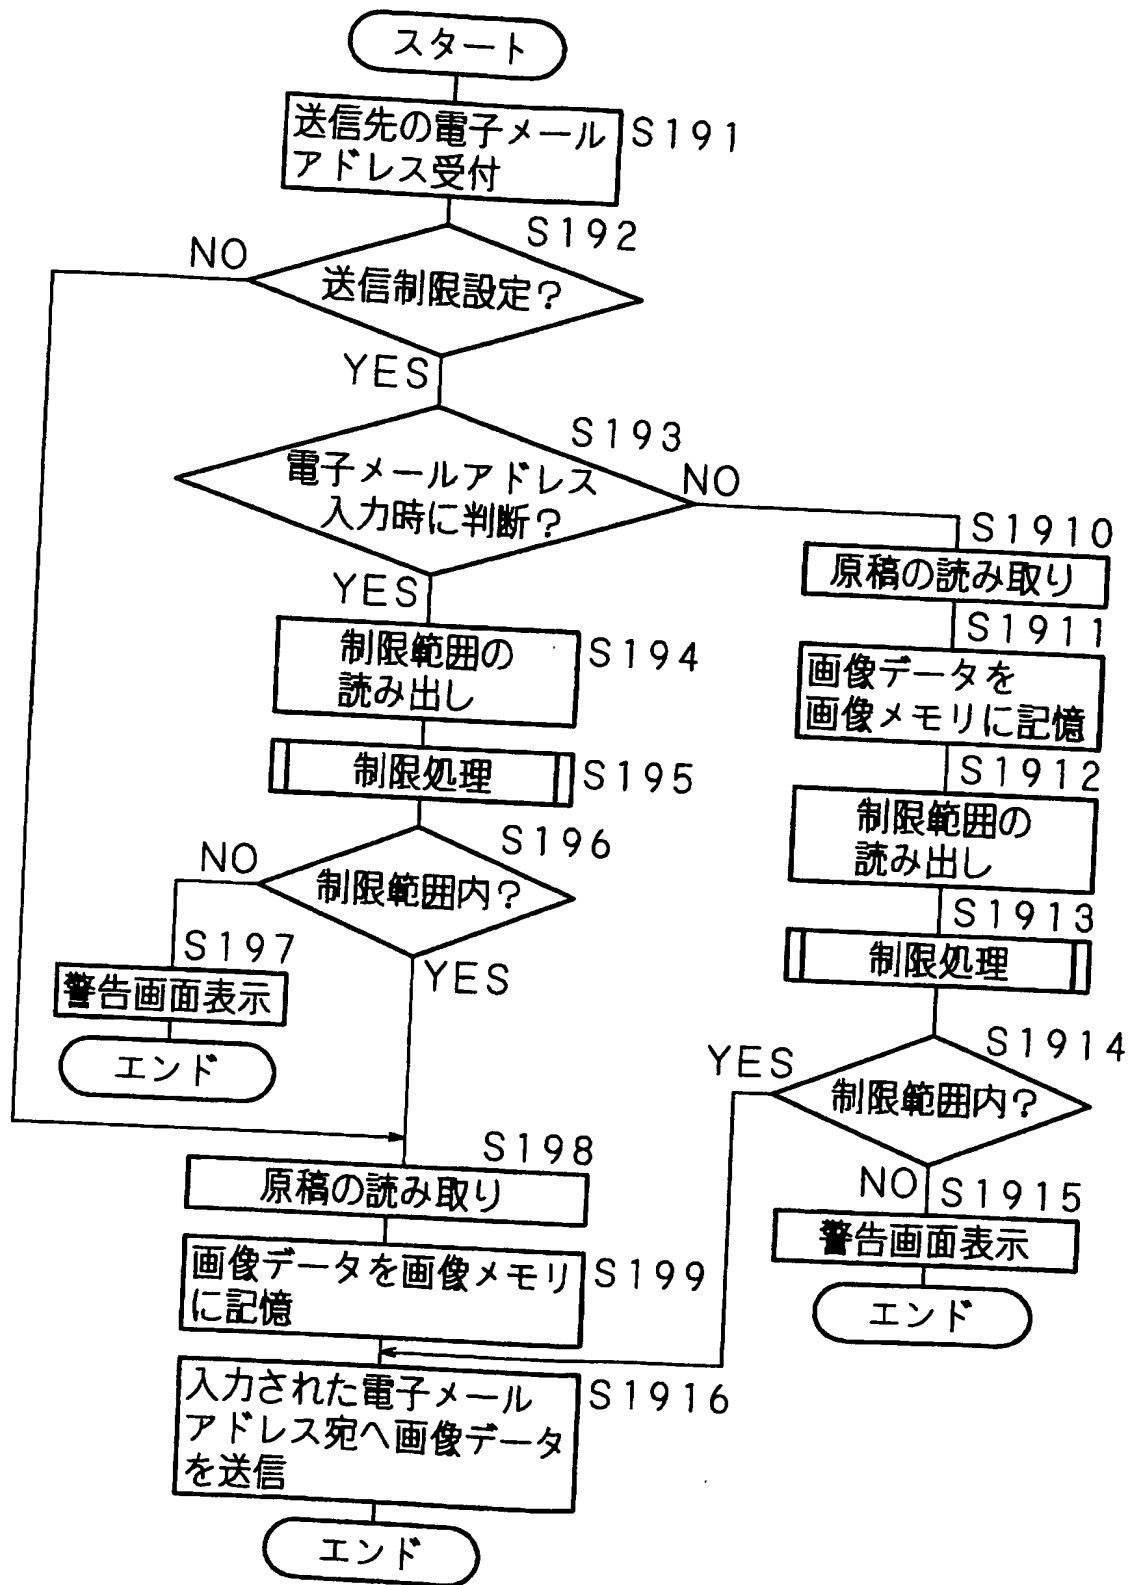 スタート
送信先の電子メール
アドレス受付
S191
S192
NO
送信制限設定?
YES
S193
電子メールアドレス
入力時に判断?
NO
YES
制限範囲の
読み出し
S194
制限処理
S195
S196
NO
制限範囲内?
YES
S197
警告画面表示
エンド
S198
原稿の読み取り
画像データを画像メモリ
に記憶
S199
入力された電子メール
アドレス宛へ画像データ
を送信
S1916
エンド
S1910
原稿の読み取り
S1911
画像データを
画像メモリに記憶
S1912
制限範囲の
読み出し
S1913
制限処理
S1914
YES
制限範囲内?
NO
S1915
警告画面表示
エンド